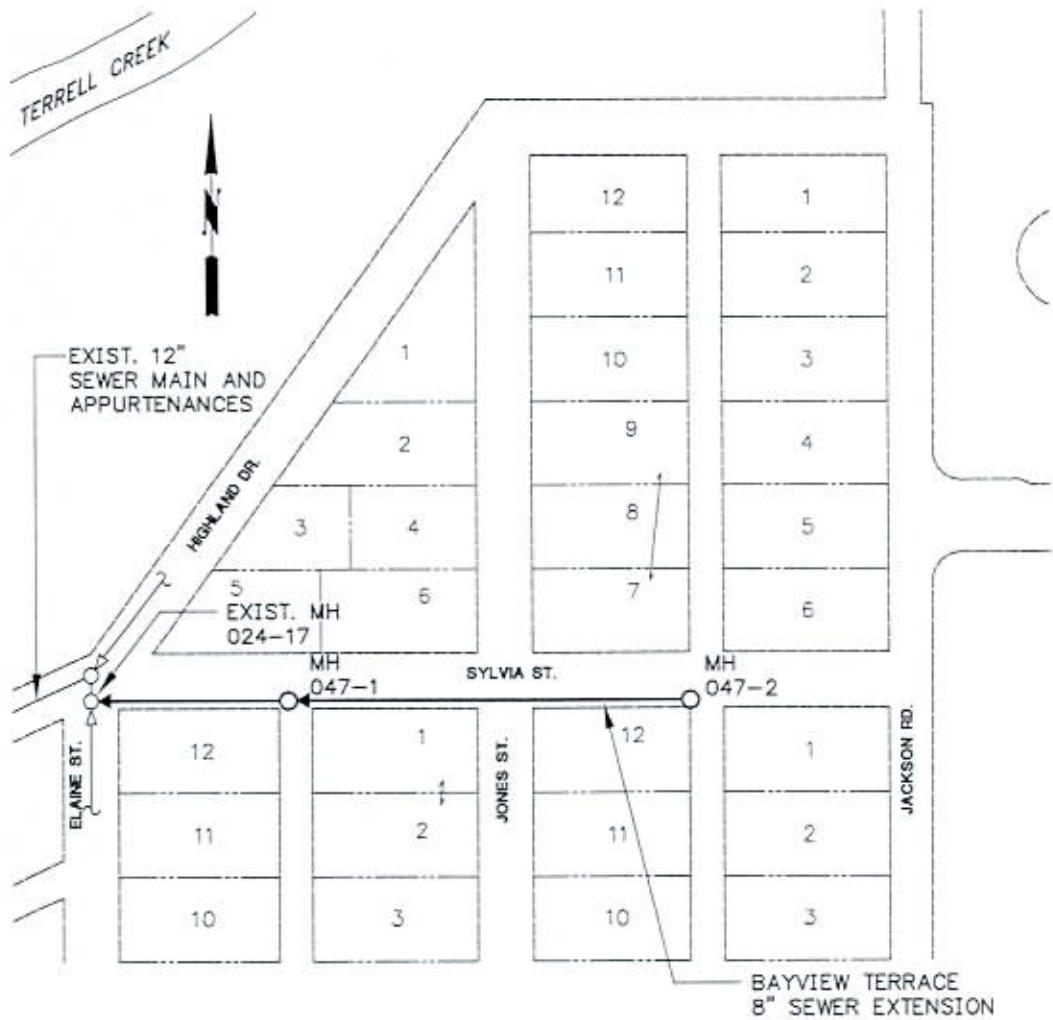 TERRELL CREEK
N
EXIST. 12"
SEWER MAIN AND
APPURTENANCES
HIGHLAND DR.
12
11
10
9
8
7
1
2
3
4
5
6
1
2
3
4
5
6
EXIST. MH
024-17
MH
047-1
SYLVIA ST.
MH
047-2
ELAINE ST.
JONES ST.
JACKSON RD.
12
11
10
1
2
3
12
11
10
1
2
3
BAYVIEW TERRACE
8" SEWER EXTENSION